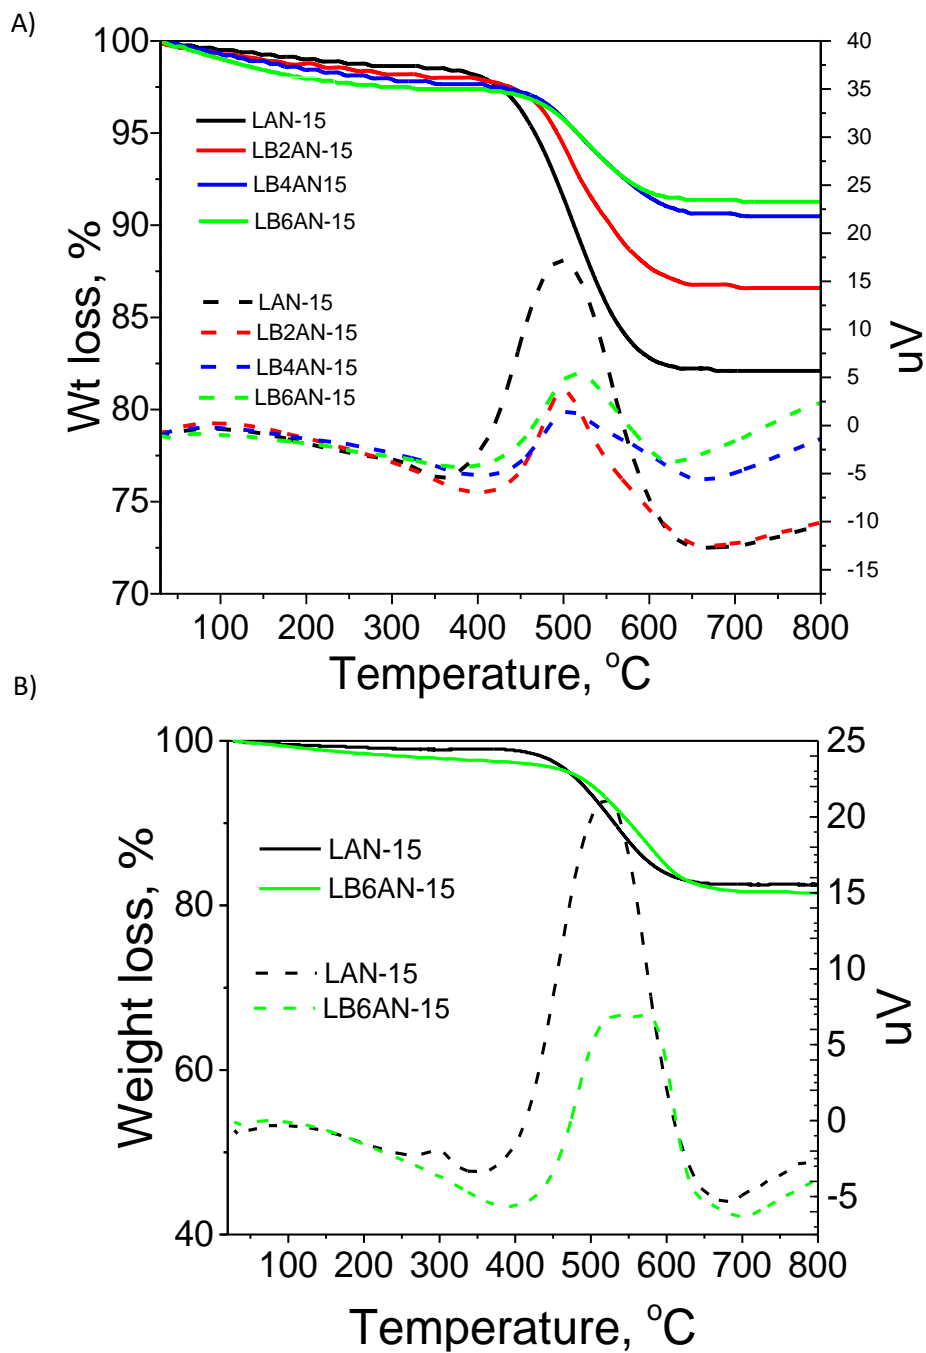 A)
100
95
90
85
80
75
70
Wt loss, %
LAN-15
LB2AN-15
LB4AN15
LB6AN-15
LAN-15
LB2AN-15
LB4AN-15
LB6AN-15
40
35
30
25
20
15
10
5
0
-5
-10
-15
uV
100 200 300 400 500 600 700 800
Temperature, °C
B)
100
80
60
40
Weight loss, %
LAN-15
LB6AN-15
LAN-15
LB6AN-15
25
20
15
10
5
0
-5
uV
100 200 300 400 500 600 700 800
Temperature, °C